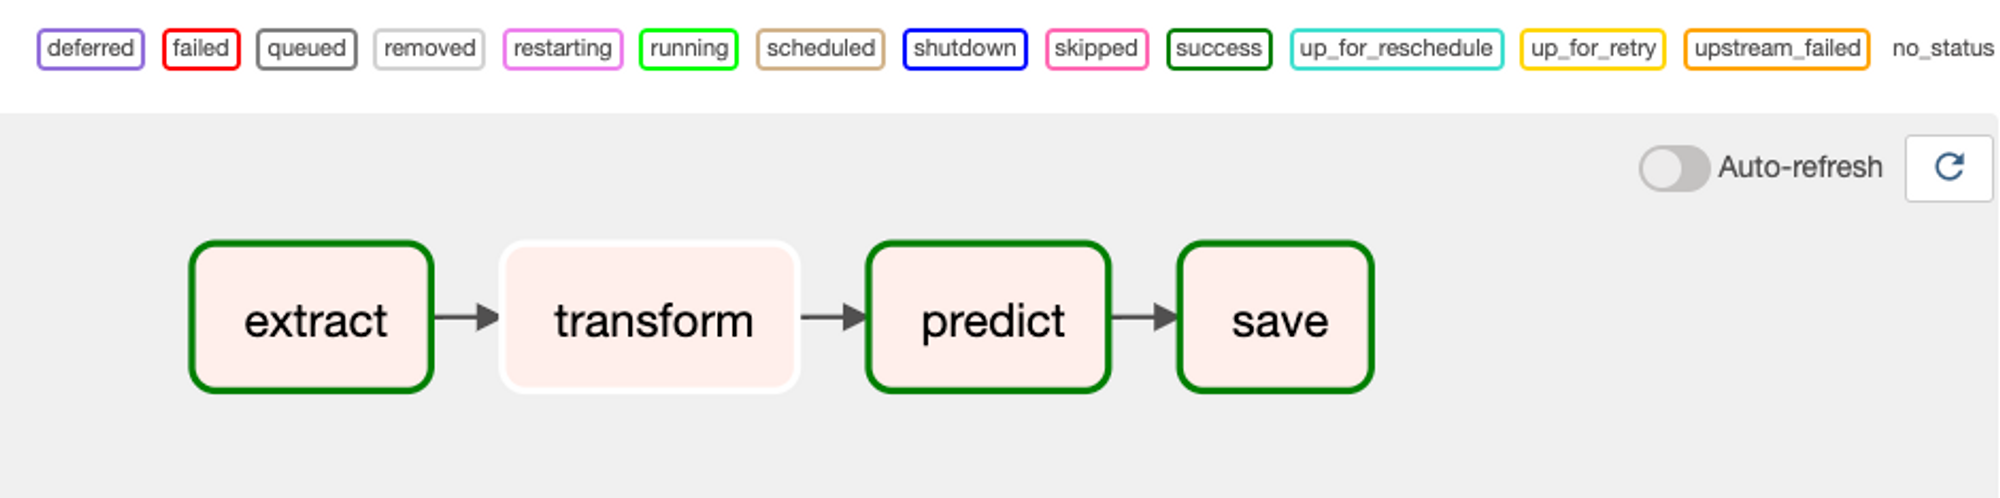 deferred failed queued removed restarting running scheduled shutdown skipped success up_for_reschedule up_for_retry upstream_failed no_status
Auto-refresh
extract transform predict save